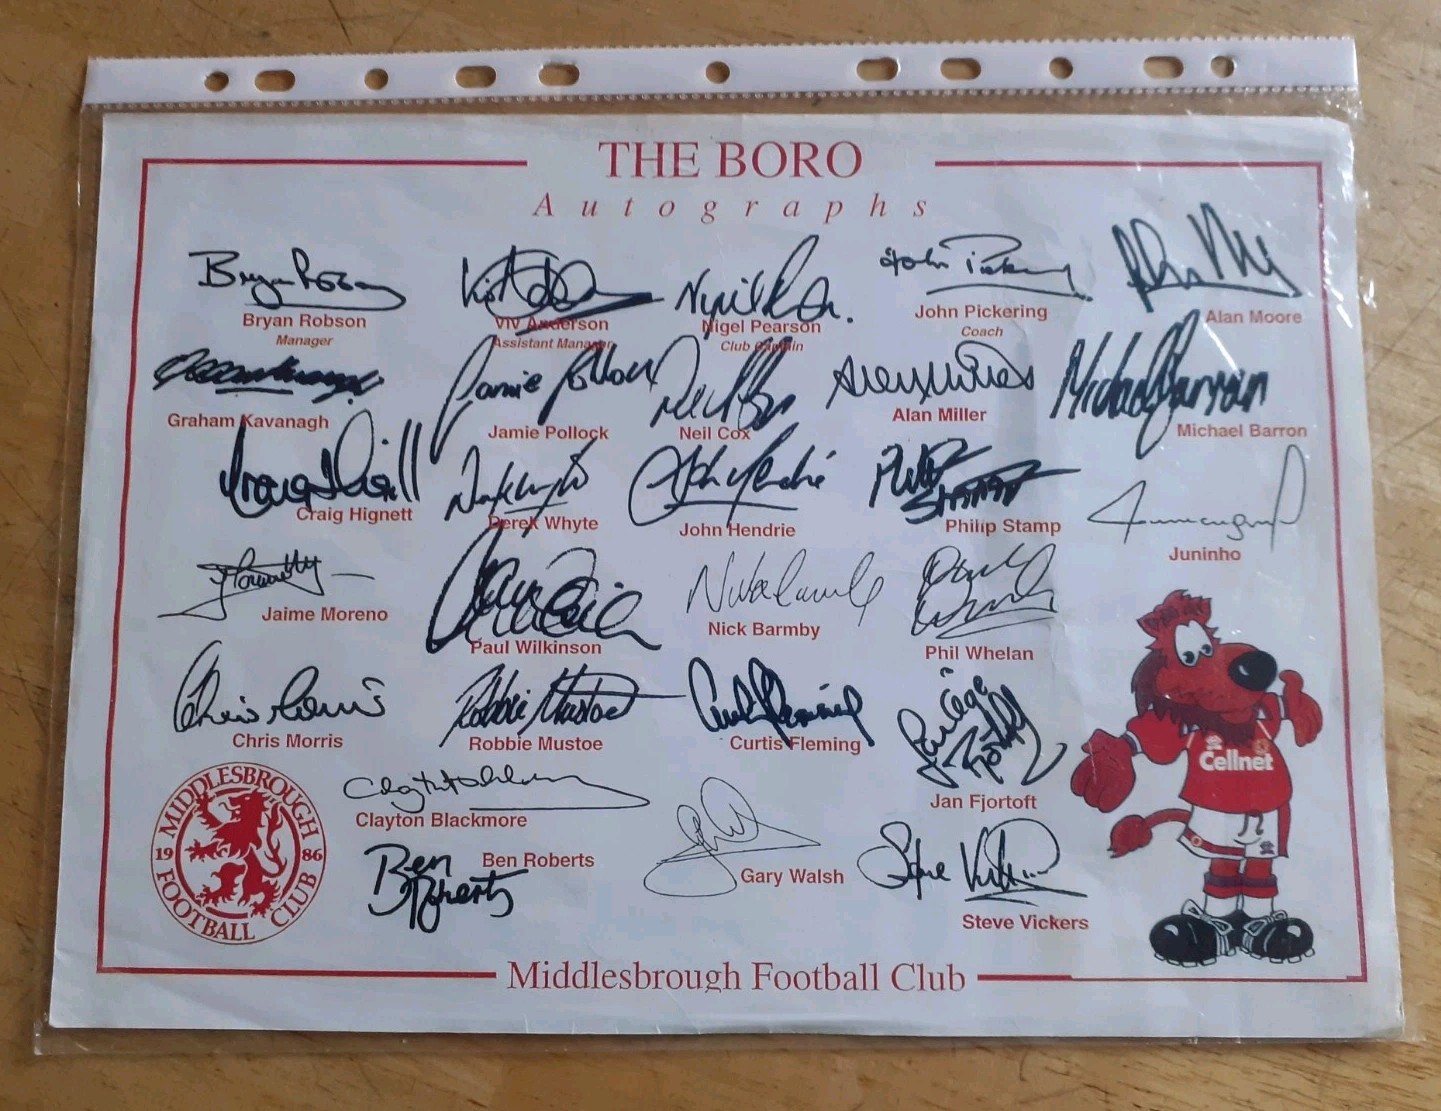 THE BORO
Autographs
Bryan Robson
Manager
Viv Anderson
Assistant Manager
Nigel Pearson
Club Captain
John Pickering
Coach
Alan Moore
Graham Kavanagh
Jamie Pollock
Neil Cox
Alan Miller
Michael Barron
Craig Hignett
Derek Whyte
John Hendrie
Philip Stamp
Juninho
Jaime Moreno
Paul Wilkinson
Nick Barmby
Phil Whelan
Chris Morris
Robbie Mustoe
Curtis Fleming
Jan Fjortoft
Cellnet
MIDDLESBROUGH
1986
FOOTBALL CLUB
Clayton Blackmore
Ben Roberts
Ben Roberts
Gary Walsh
Steve Vickers
Middlesbrough Football Club